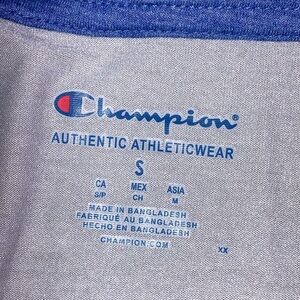 Champion®
AUTHENTIC ATHLETICWEAR
S
CA MEX ASIA
S/P CH M
MADE IN BANGLADESH
FABRIQUÉ AU BANGLADESH
HECHO EN BANGLADESH
CHAMPION.COM XX